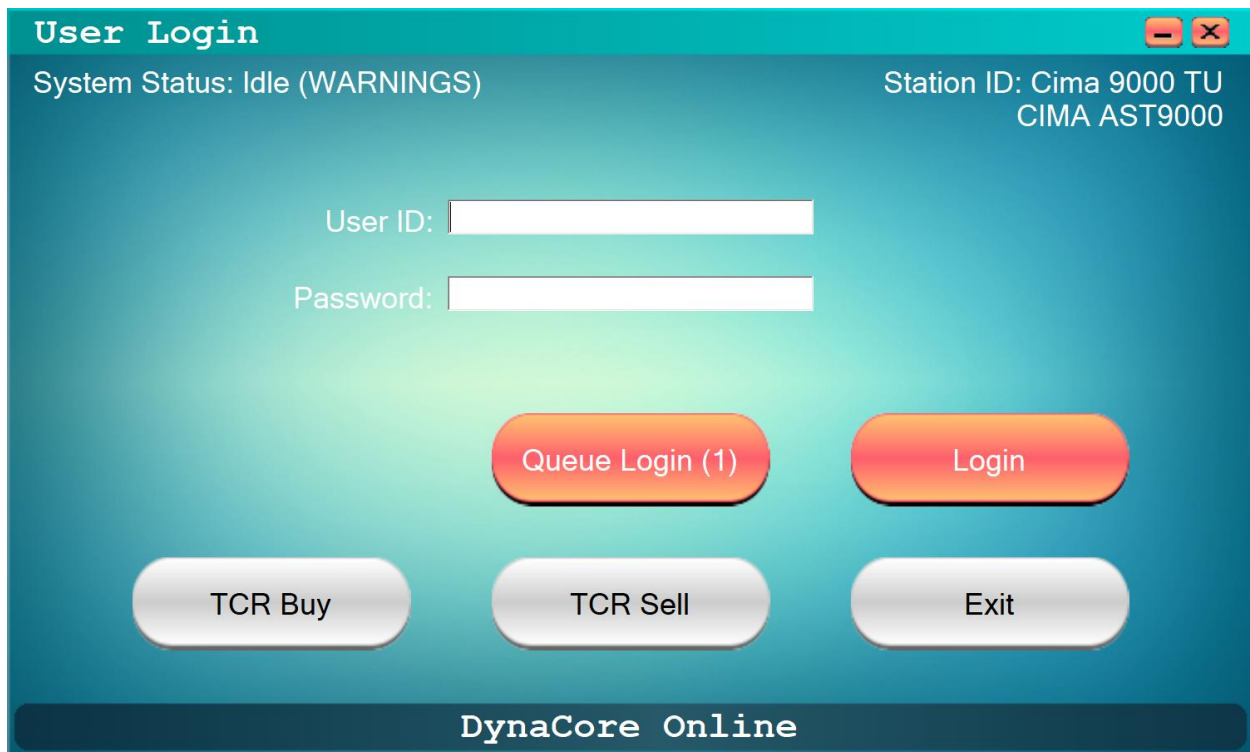 User Login
System Status: Idle (WARNINGS)
Station ID: Cima 9000 TU
CIMA AST9000
User ID:
Password:
Queue Login (1)
Login
TCR Buy
TCR Sell
Exit
DynaCore Online